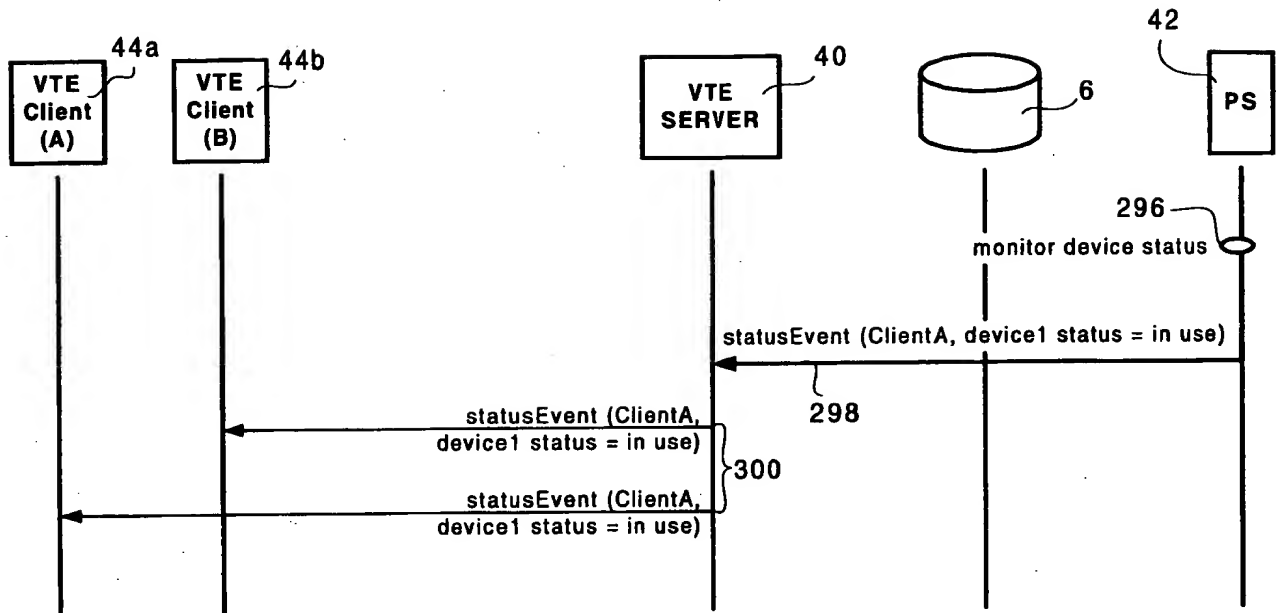 44a
VTE
Client
(A)
44b
VTE
Client
(B)
40
VTE
SERVER
6
42
PS
296
monitor device status
statusEvent (ClientA, device1 status = in use)
298
statusEvent (ClientA,
device1 status = in use)
300
statusEvent (ClientA,
device1 status = in use)